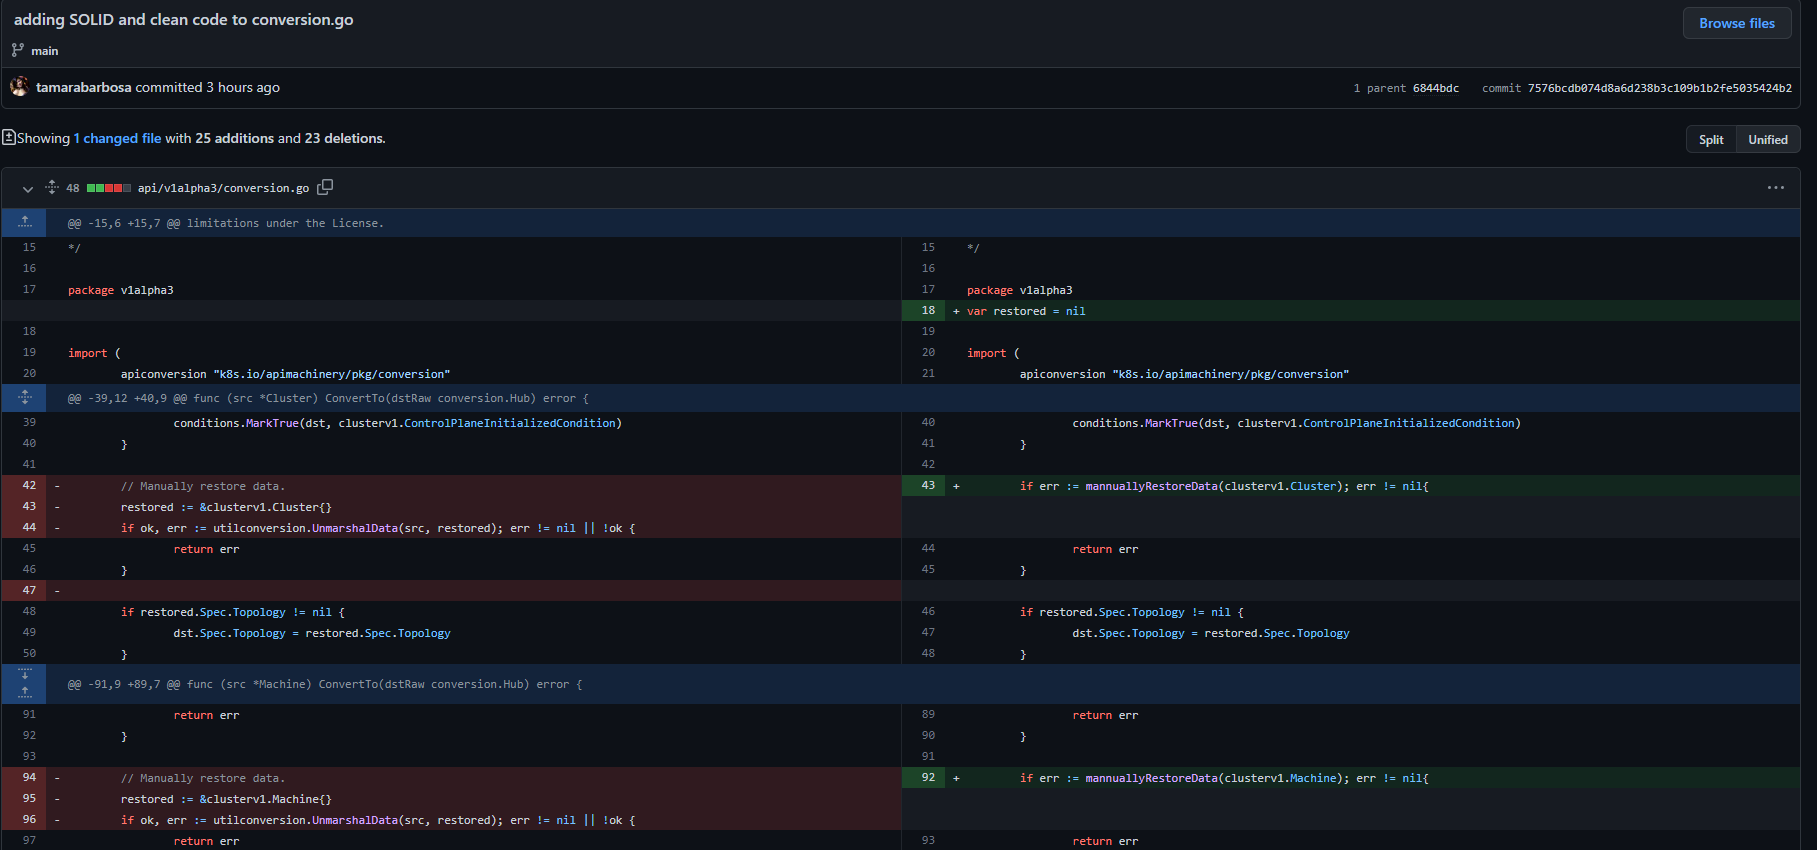 adding SOLID and clean code to conversion.go
Browse files
main
tamarabarbosa committed 3 hours ago
1 parent 6844bdc commit 7576bcdb074d8a6d238b3c109b1b2fe5035424b2
Showing 1 changed file with 25 additions and 23 deletions.
Split Unified
48 api/v1alpha3/conversion.go
@@ -15,6 +15,7 @@ limitations under the License.
15 */ 15 */
16 16
17 package v1alpha3 17 package v1alpha3
18 + var restored = nil
18 19
19 import ( 20 import (
20 apiconversion "k8s.io/apimachinery/pkg/conversion" 21 apiconversion "k8s.io/apimachinery/pkg/conversion"
@@ -39,12 +40,9 @@ func (src *Cluster) ConvertTo(dstRaw conversion.Hub) error {
39 conditions.MarkTrue(dst, clusterv1.ControlPlaneInitializedCondition) 40 conditions.MarkTrue(dst, clusterv1.ControlPlaneInitializedCondition)
40 } 41 }
41 42
42 - // Manually restore data. 43 + if err := mannuallyRestoreData(clusterv1.Cluster); err != nil{
43 - restored := &clusterv1.Cluster{}
44 - if ok, err := utilconversion.UnmarshalData(src, restored); err != nil || !ok {
45 return err 44 return err
46 } 45 }
47 -
48 if restored.Spec.Topology != nil { 46 if restored.Spec.Topology != nil {
49 dst.Spec.Topology = restored.Spec.Topology 47 dst.Spec.Topology = restored.Spec.Topology
50 } 48 }
@@ -91,9 +89,7 @@ func (src *Machine) ConvertTo(dstRaw conversion.Hub) error {
91 return err 89 return err
92 } 90 }
93 91
94 - // Manually restore data. 92 + if err := mannuallyRestoreData(clusterv1.Machine); err != nil{
95 - restored := &clusterv1.Machine{}
96 - if ok, err := utilconversion.UnmarshalData(src, restored); err != nil || !ok {
97 return err 93 return err